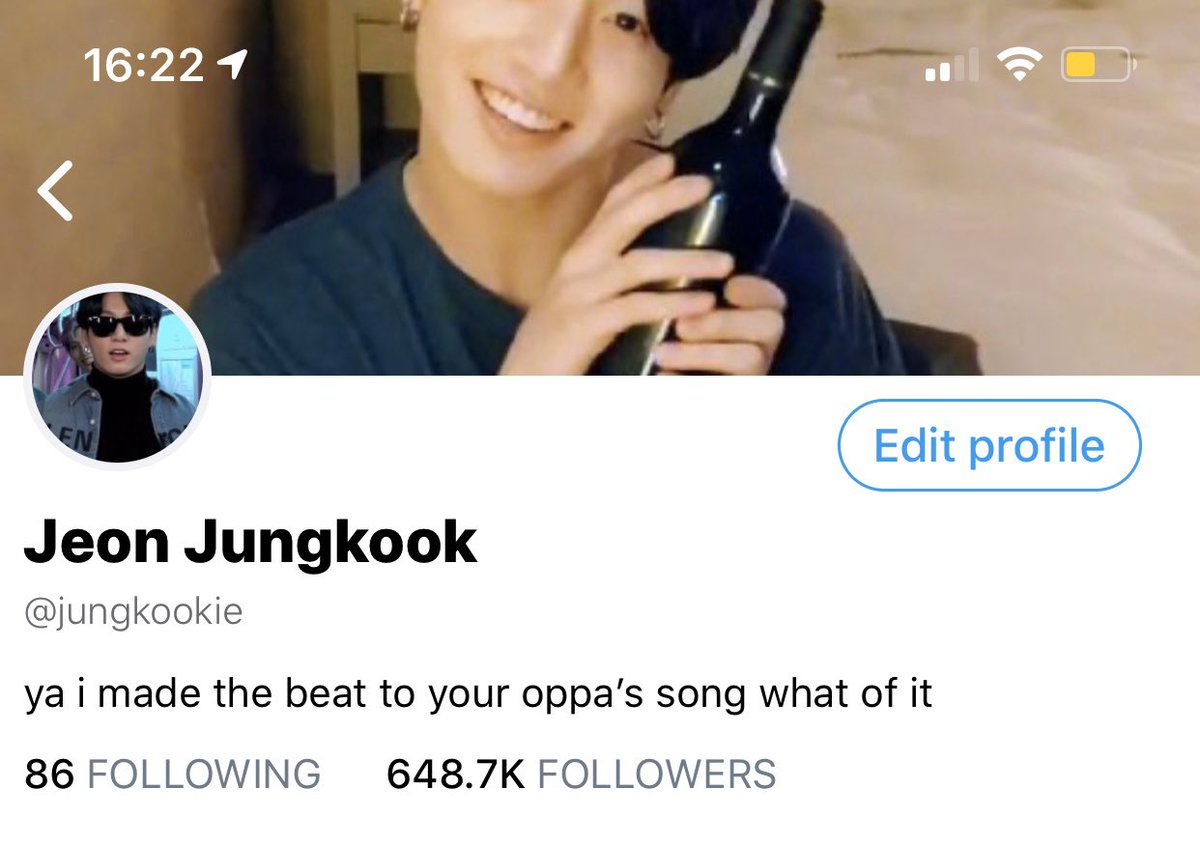 16:22
LEN
Edit profile
Jeon Jungkook
@jungkookie
ya i made the beat to your oppa’s song what of it
86 FOLLOWING 648.7K FOLLOWERS